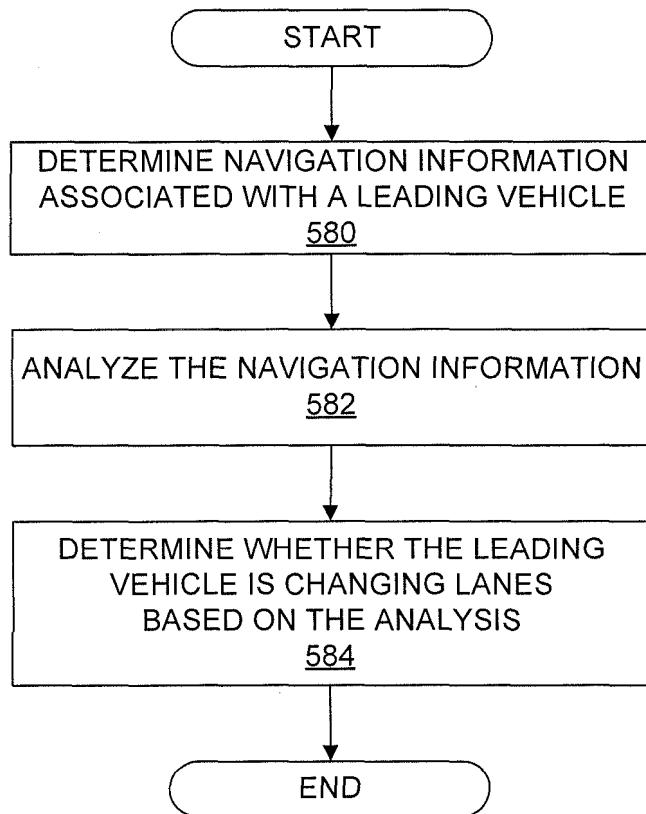 START
DETERMINE NAVIGATION INFORMATION
ASSOCIATED WITH A LEADING VEHICLE
580
ANALYZE THE NAVIGATION INFORMATION
582
DETERMINE WHETHER THE LEADING
VEHICLE IS CHANGING LANES
BASED ON THE ANALYSIS
584
END